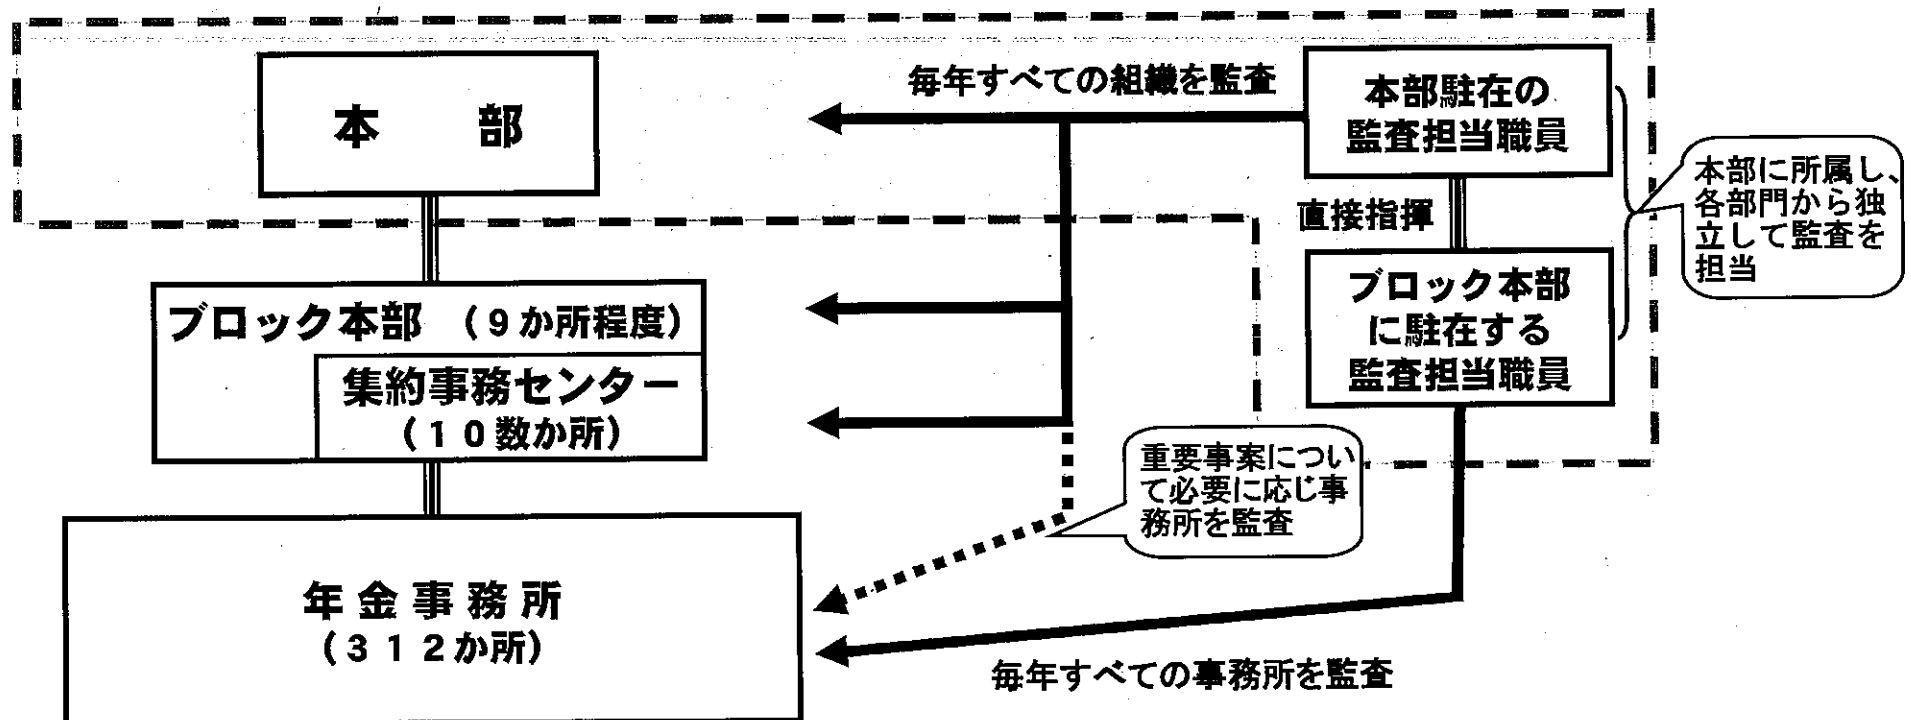 本　　部
毎年すべての組織を監査
本部駐在の
監査担当職員
本部に所属し、
各部門から独
立して監査を
担当
直接指揮
ブロック本部
に駐在する
監査担当職員
ブロック本部 (9か所程度)
集約事務センター
(10数か所)
重要事案につい
て必要に応じ事
務所を監査
年金事務所
(312か所)
毎年すべての事務所を監査